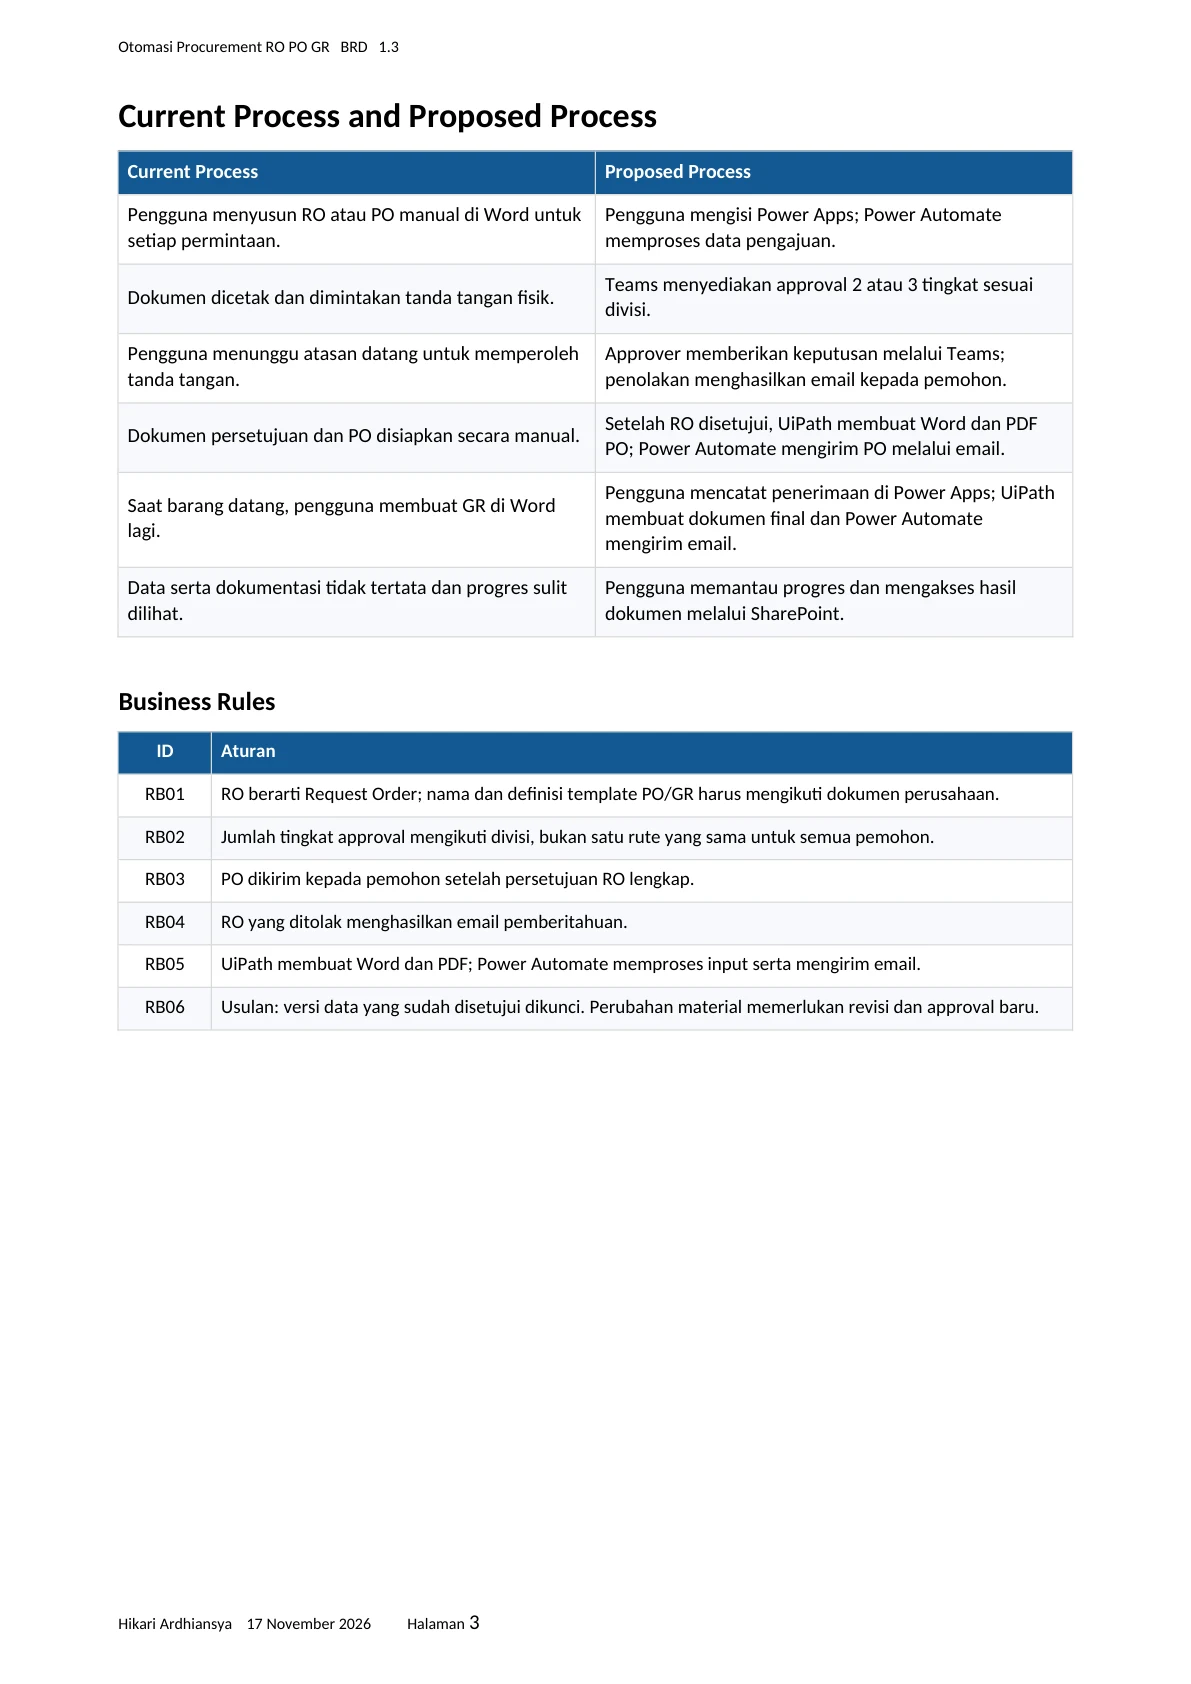 Otomasi Procurement RO PO GR BRD 1.3
Current Process and Proposed Process
Current Process
Proposed Process
Pengguna menyusun RO atau PO manual di Word untuk
setiap permintaan.
Pengguna mengisi Power Apps; Power Automate
memproses data pengajuan.
Dokumen dicetak dan dimintakan tanda tangan fisik.
Teams menyediakan approval 2 atau 3 tingkat sesuai
divisi.
Pengguna menunggu atasan datang untuk memperoleh
tanda tangan.
Approver memberikan keputusan melalui Teams;
penolakan menghasilkan email kepada pemohon.
Dokumen persetujuan dan PO disiapkan secara manual.
Setelah RO disetujui, UiPath membuat Word dan PDF
PO; Power Automate mengirim PO melalui email.
Saat barang datang, pengguna membuat GR di Word
lagi.
Pengguna mencatat penerimaan di Power Apps; UiPath
membuat dokumen final dan Power Automate
mengirim email.
Data serta dokumentasi tidak tertata dan progres sulit
dilihat.
Pengguna memantau progres dan mengakses hasil
dokumen melalui SharePoint.
Business Rules
ID Aturan
RB01 RO berarti Request Order; nama dan definisi template PO/GR harus mengikuti dokumen perusahaan.
RB02 Jumlah tingkat approval mengikuti divisi, bukan satu rute yang sama untuk semua pemohon.
RB03 PO dikirim kepada pemohon setelah persetujuan RO lengkap.
RB04 RO yang ditolak menghasilkan email pemberitahuan.
RB05 UiPath membuat Word dan PDF; Power Automate memproses input serta mengirim email.
RB06 Usulan: versi data yang sudah disetujui dikunci. Perubahan material memerlukan revisi dan approval baru.
Hikari Ardhiansya 17 November 2026 Halaman 3